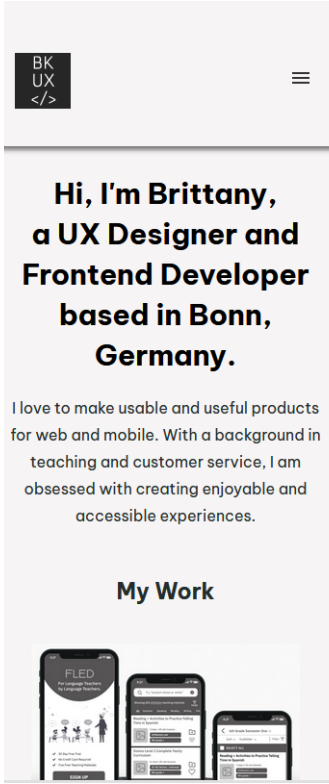 BK
UX
</>
Hi, I'm Brittany,
a UX Designer and
Frontend Developer
based in Bonn,
Germany.
I love to make usable and useful products
for web and mobile. With a background in
teaching and customer service, I am
obsessed with creating enjoyable and
accessible experiences.
My Work
FLED
For Language Teachers,
by Language Teachers.
SIGN UP